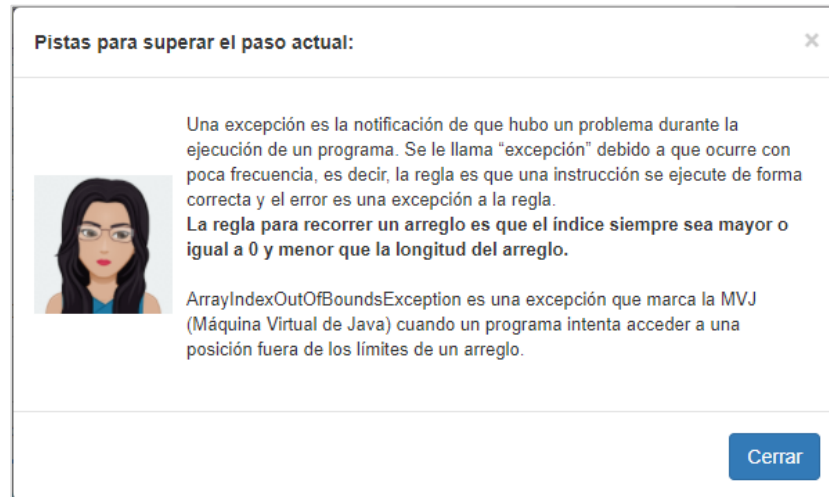 Pistas para superar el paso actual:
×
Una excepción es la notificación de que hubo un problema durante la
ejecución de un programa. Se le llama “excepción” debido a que ocurre con
poca frecuencia, es decir, la regla es que una instrucción se ejecute de forma
correcta y el error es una excepción a la regla.
La regla para recorrer un arreglo es que el índice siempre sea mayor o
igual a 0 y menor que la longitud del arreglo.
ArrayIndexOutOfBoundsException es una excepción que marca la MVJ
(Máquina Virtual de Java) cuando un programa intenta acceder a una
posición fuera de los límites de un arreglo.
Cerrar